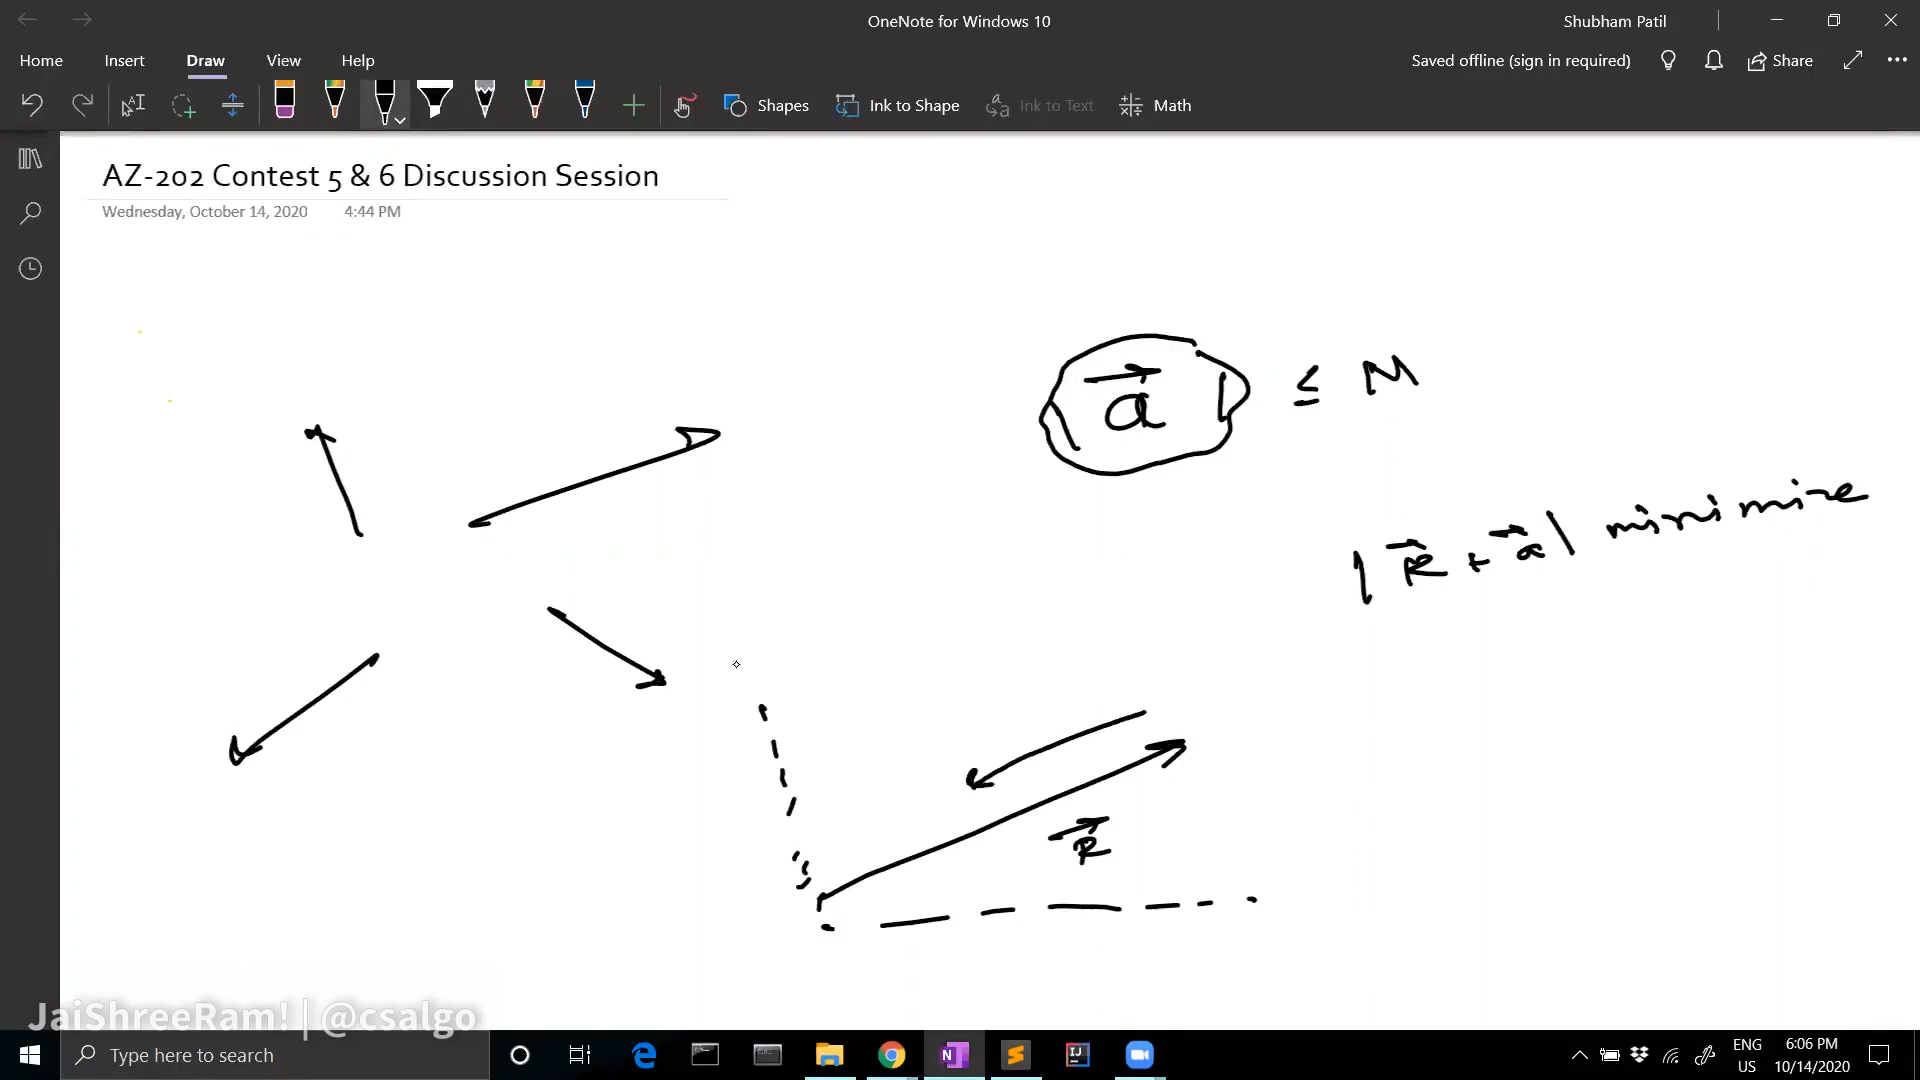 OneNote for Windows 10
Shubham Patil
Home Insert Draw View Help
Saved offline (sign in required) Share
Shapes Ink to Shape Ink to Text Math
AZ-202 Contest 5 & 6 Discussion Session
Wednesday, October 14, 2020 4:44 PM
|a⃗| ≤ M
|R⃗ + a⃗| minimize
R⃗
JaiShreeRam! | @csalgo
Type here to search
ENG
US
6:06 PM
10/14/2020